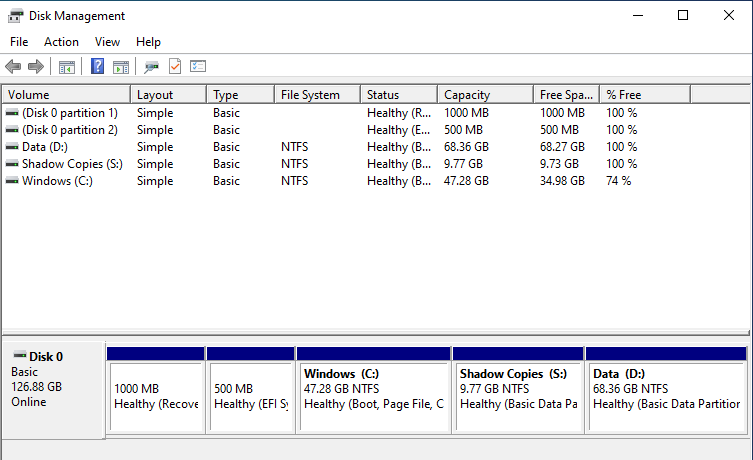 Disk Management
File Action View Help
Volume Layout Type File System Status Capacity Free Spa... % Free
(Disk 0 partition 1) Simple Basic Healthy (R... 1000 MB 1000 MB 100 %
(Disk 0 partition 2) Simple Basic Healthy (E... 500 MB 500 MB 100 %
Data (D:) Simple Basic NTFS Healthy (B... 68.36 GB 68.27 GB 100 %
Shadow Copies (S:) Simple Basic NTFS Healthy (B... 9.77 GB 9.73 GB 100 %
Windows (C:) Simple Basic NTFS Healthy (B... 47.28 GB 34.98 GB 74 %
Disk 0
Basic
126.88 GB
Online
1000 MB
Healthy (Recove
500 MB
Healthy (EFI Sy
Windows (C:)
47.28 GB NTFS
Healthy (Boot, Page File, C
Shadow Copies (S:)
9.77 GB NTFS
Healthy (Basic Data Pa
Data (D:)
68.36 GB NTFS
Healthy (Basic Data Partition